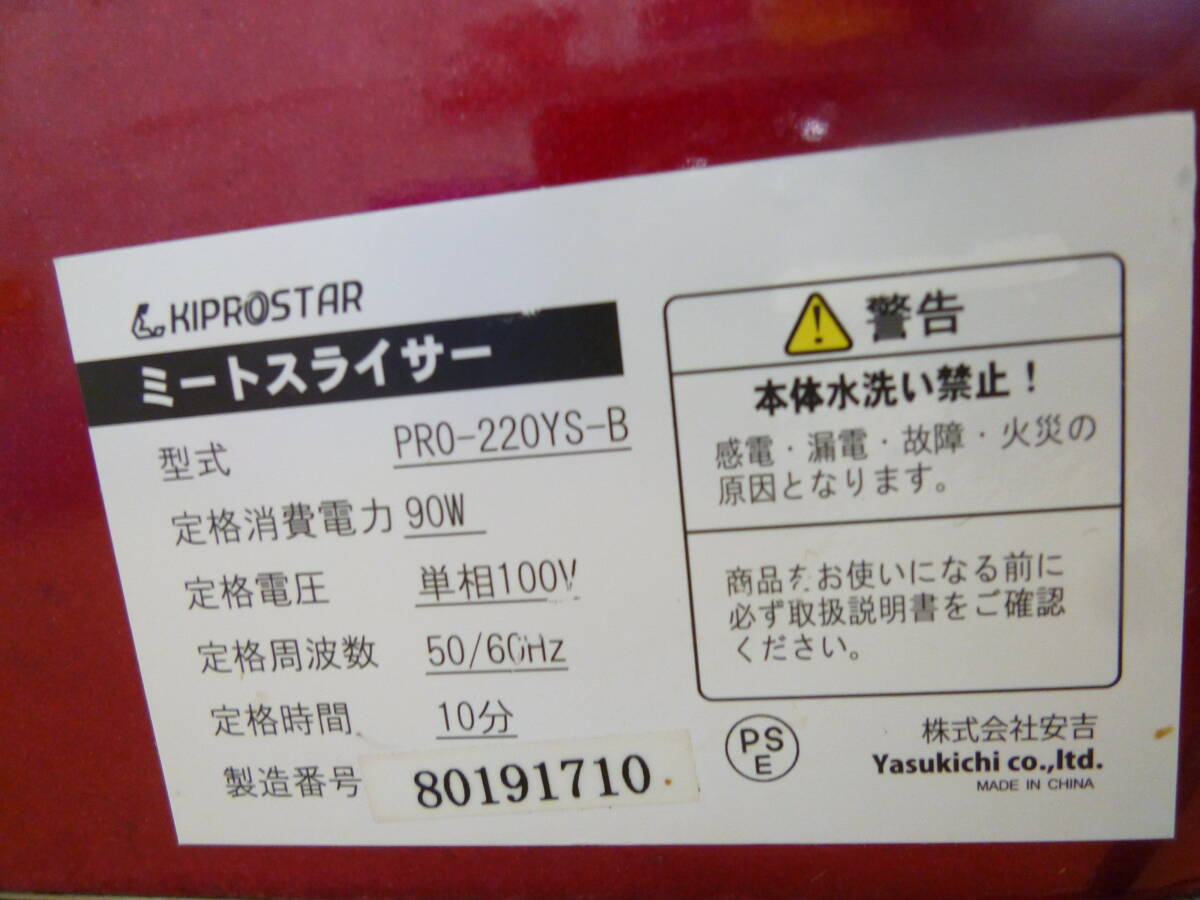 KIPROSTAR
ミートスライサー
型式 PRO-220YS-B
定格消費電力 90W
定格電圧 単相100V
定格周波数 50/60Hz
定格時間 10分
製造番号 80191710
警告
本体水洗い禁止！
感電・漏電・故障・火災の
原因となります。
商品をお使いになる前に
必ず取扱説明書をご確認
ください。
PS
E
株式会社安吉
Yasukichi co.,ltd.
MADE IN CHINA